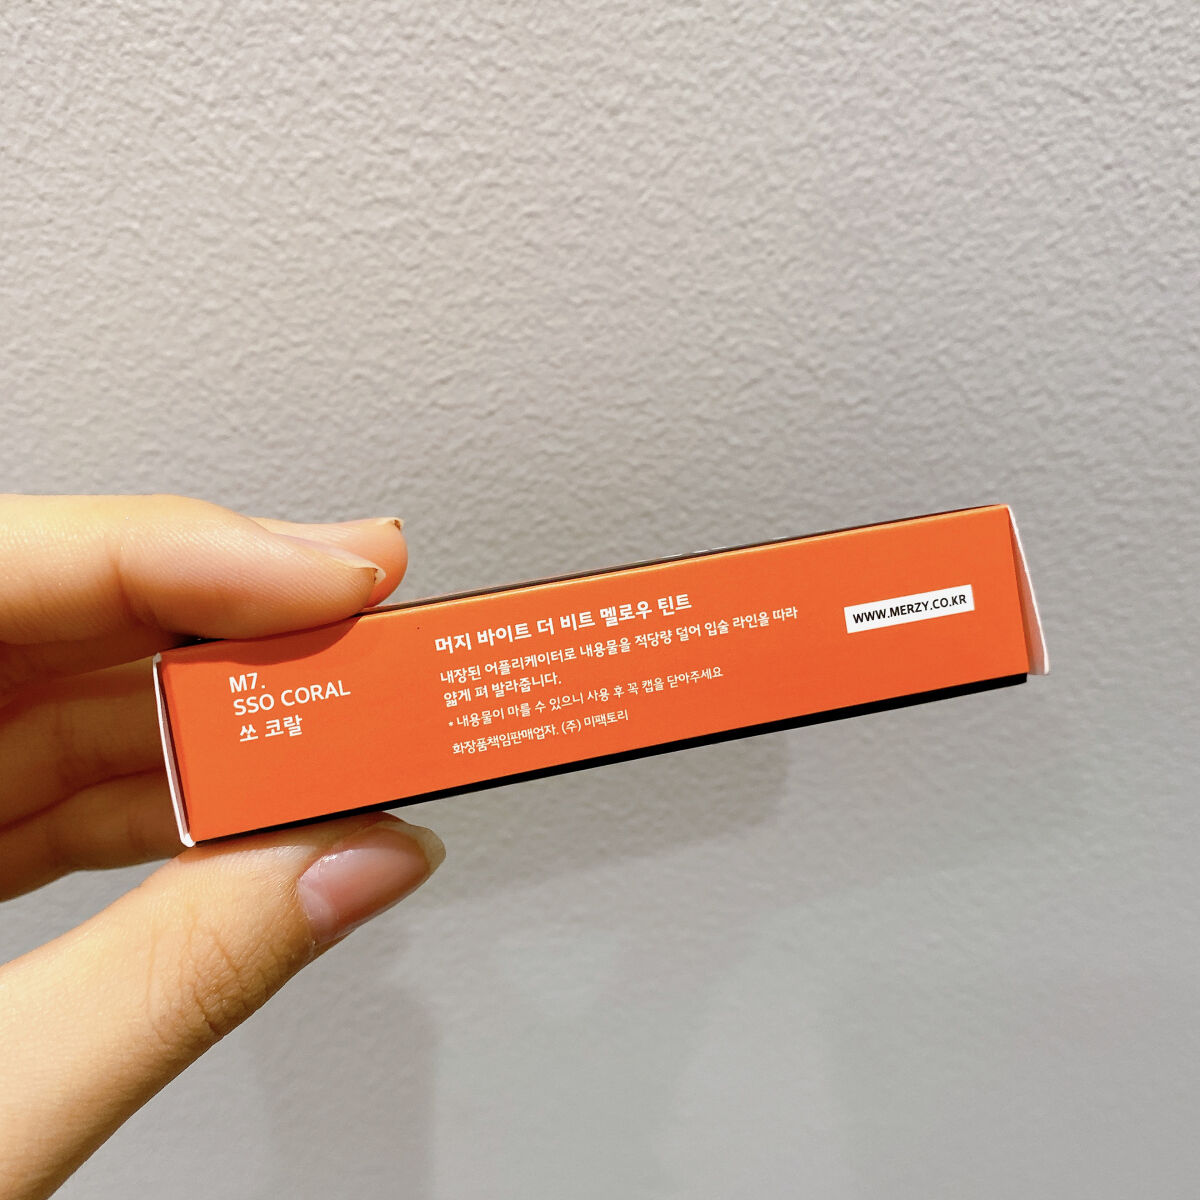 M7.
SSO CORAL
쏘 코랄
머지 바이트 더 비트 멜로우 틴트
내장된 어플리케이터로 내용물을 적당량 덜어 입술 라인을 따라
얇게 펴 발라줍니다.
* 내용물이 마를 수 있으니 사용 후 꼭 캡을 닫아주세요
화장품책임판매업자. (주) 미팩토리
WWW.MERZY.CO.KR